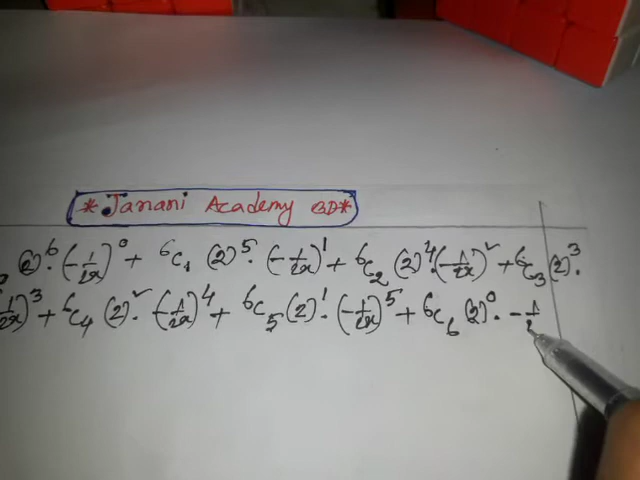 *Janani Academy BD*
(2)⁶·(-1/2x)⁰ + ⁶C₁ (2)⁵·(-1/2x)¹ + ⁶C₂ (2)⁴·(-1/2x)² + ⁶C₃ (2)³·
1/2x)³ + ⁶C₄ (2)²·(-1/2x)⁴ + ⁶C₅ (2)¹·(-1/2x)⁵ + ⁶C₆ (2)⁰·-1/2